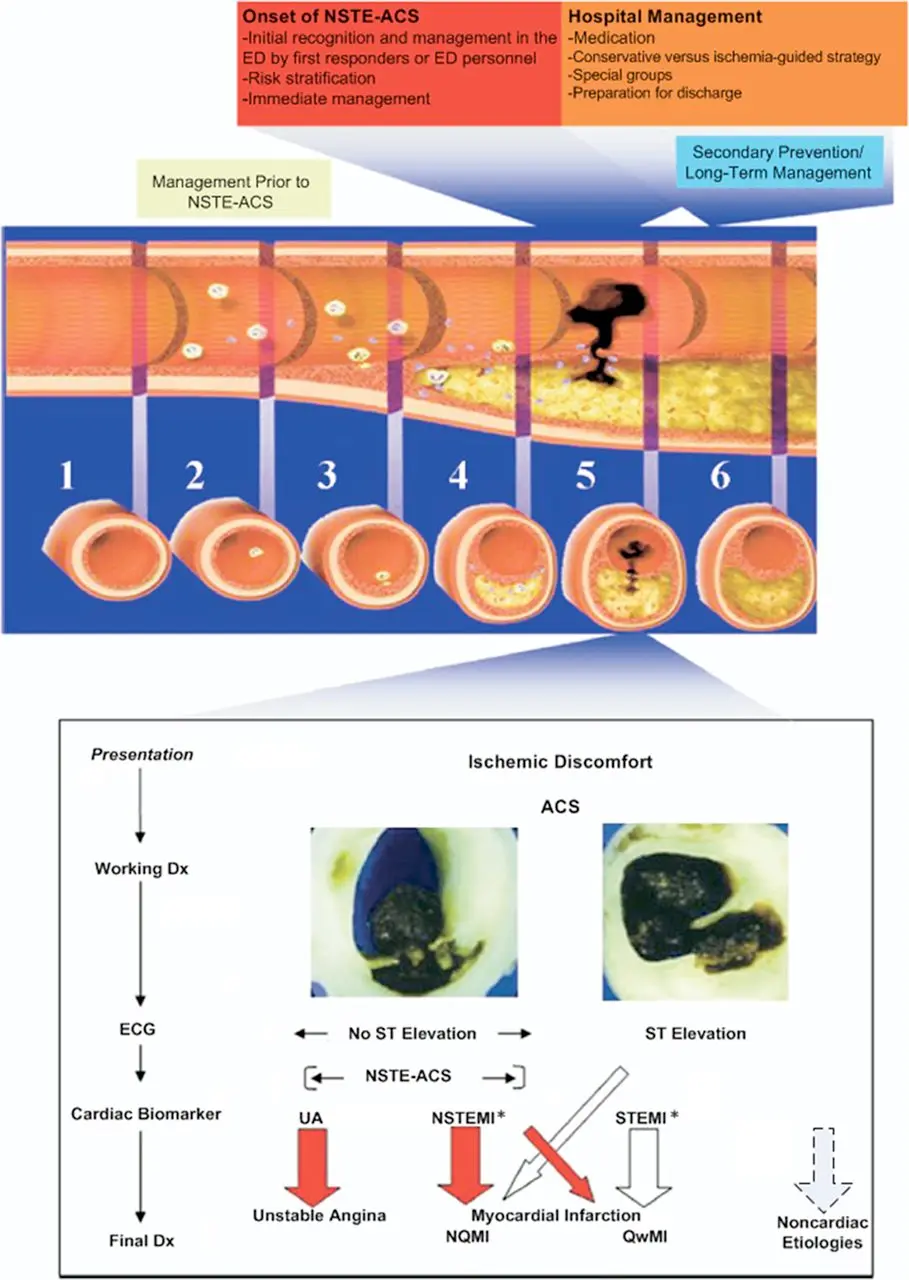 Onset of NSTE-ACS
-Initial recognition and management in the
ED by first responders or ED personnel
-Risk stratification
-Immediate management
Hospital Management
-Medication
-Conservative versus ischemia-guided strategy
-Special groups
-Preparation for discharge
Secondary Prevention/
Long-Term Management
Management Prior to
NSTE-ACS
1
2
3
4
5
6
Presentation
Ischemic Discomfort
ACS
Working Dx
ECG
No ST Elevation
ST Elevation
NSTE-ACS
Cardiac Biomarker
UA
NSTEMI*
STEMI*
Unstable Angina
Myocardial Infarction
NQMI
QwMI
Noncardiac
Etiologies
Final Dx